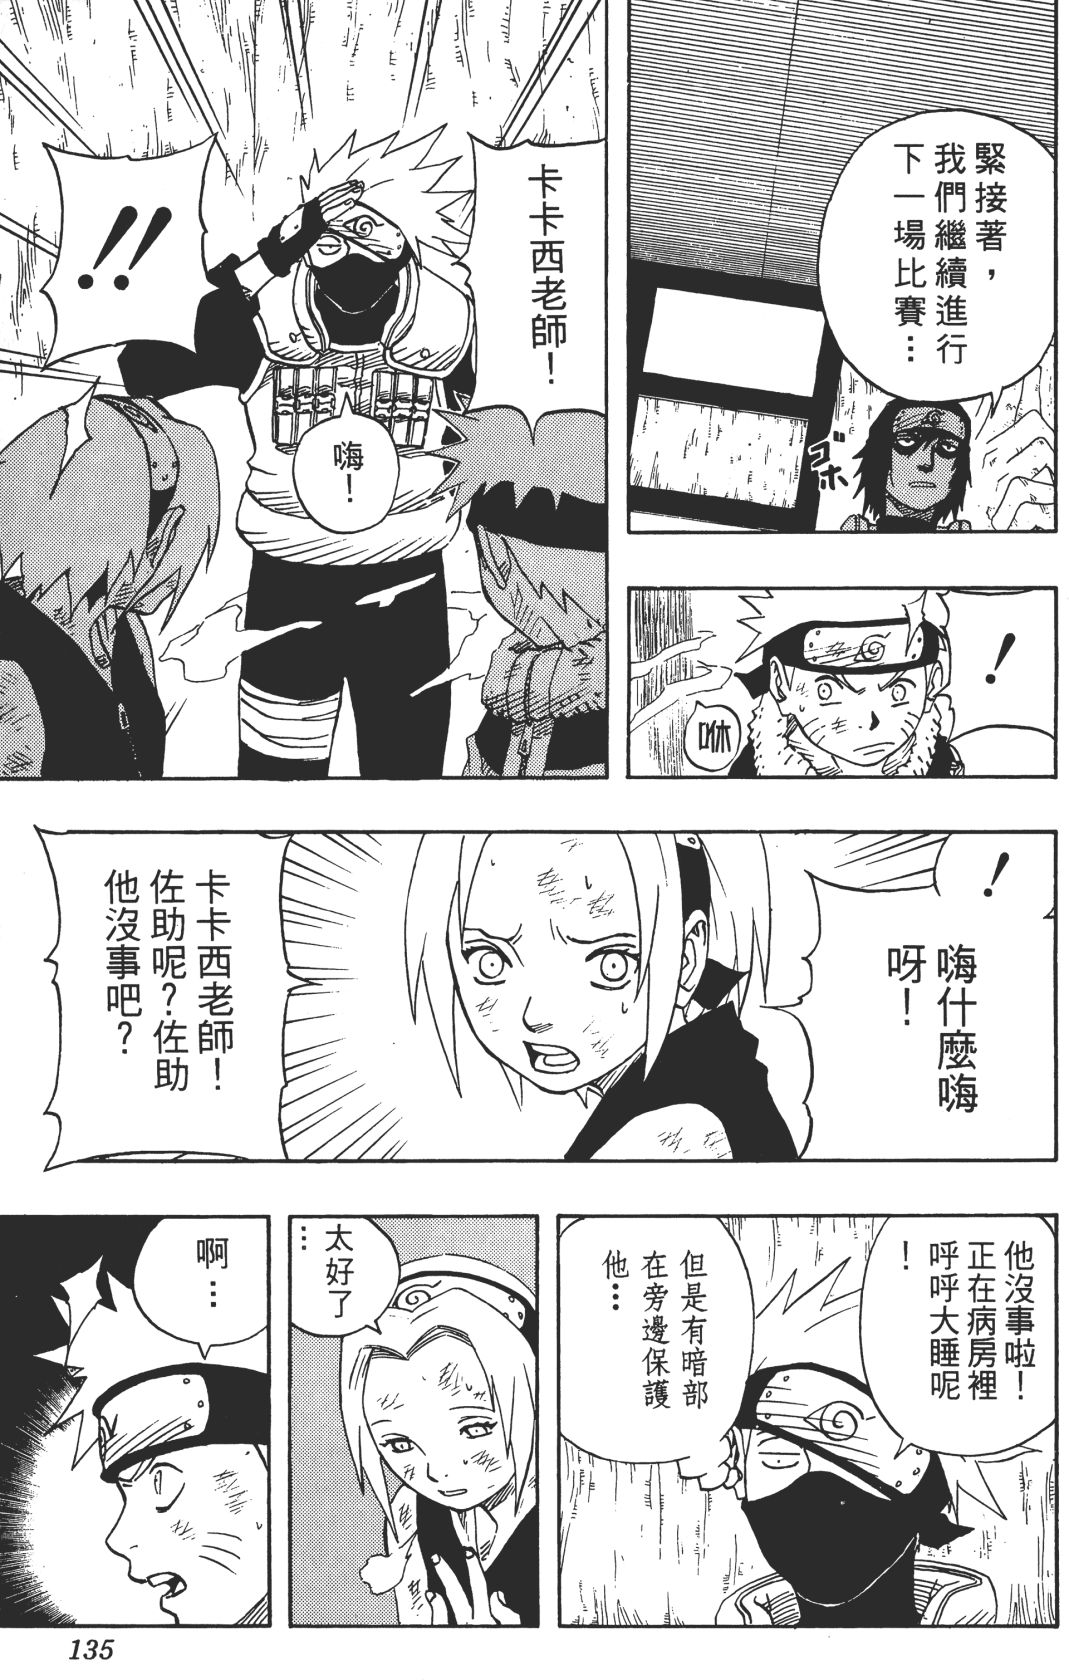 緊接著，
我們繼續進行
下一場比賽…
ゴホ
！
咻
卡卡西老師！
嗨！
！！
！
嗨什麼嗨
呀！
卡卡西老師！
佐助呢？佐助
他沒事吧？
他沒事啦！
正在病房裡
呼呼大睡呢
！
但是有暗部
在旁邊保護
他…
太好了
…
啊…
135